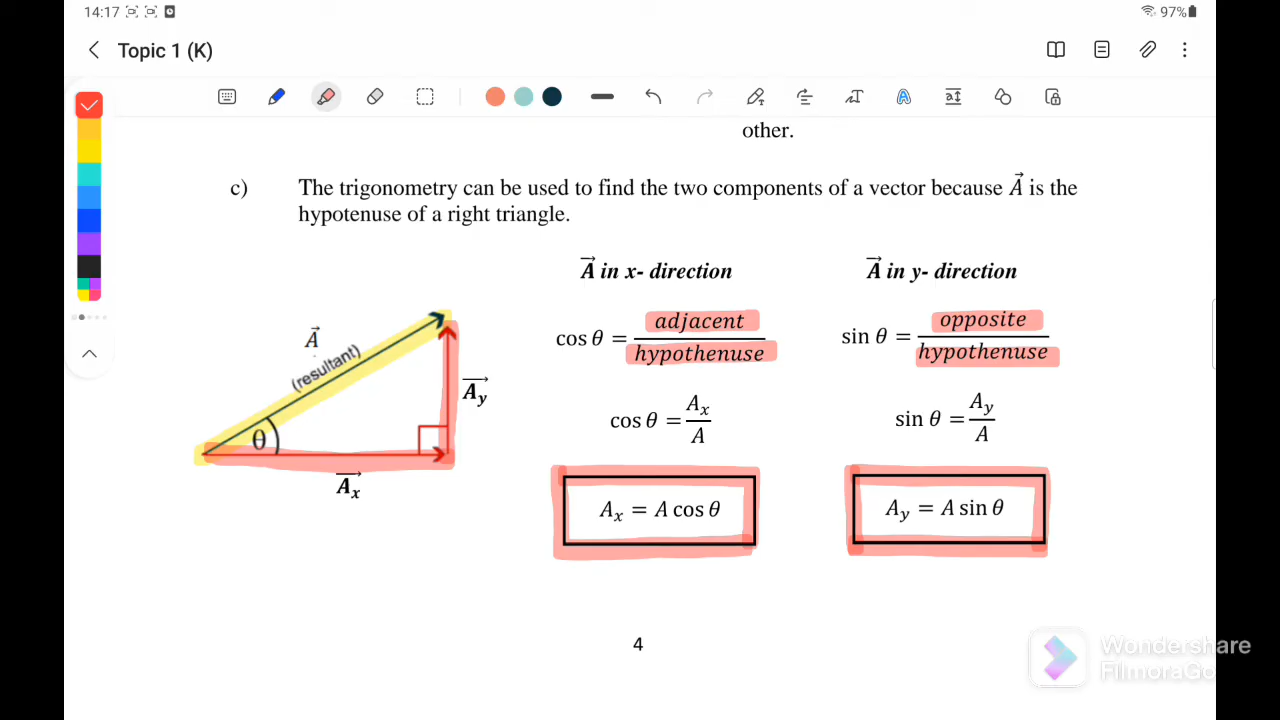 14:17
97%
Topic 1 (K)
other.
c) The trigonometry can be used to find the two components of a vector because A⃗ is the
hypotenuse of a right triangle.
A⃗ in x- direction
A⃗ in y- direction
cos θ = adjacent / hypothenuse
sin θ = opposite / hypothenuse
A⃗
(resultant)
θ
A⃗y
A⃗x
cos θ = Ax / A
sin θ = Ay / A
Ax = A cos θ
Ay = A sin θ
4
Wondershare
FilmoraGo